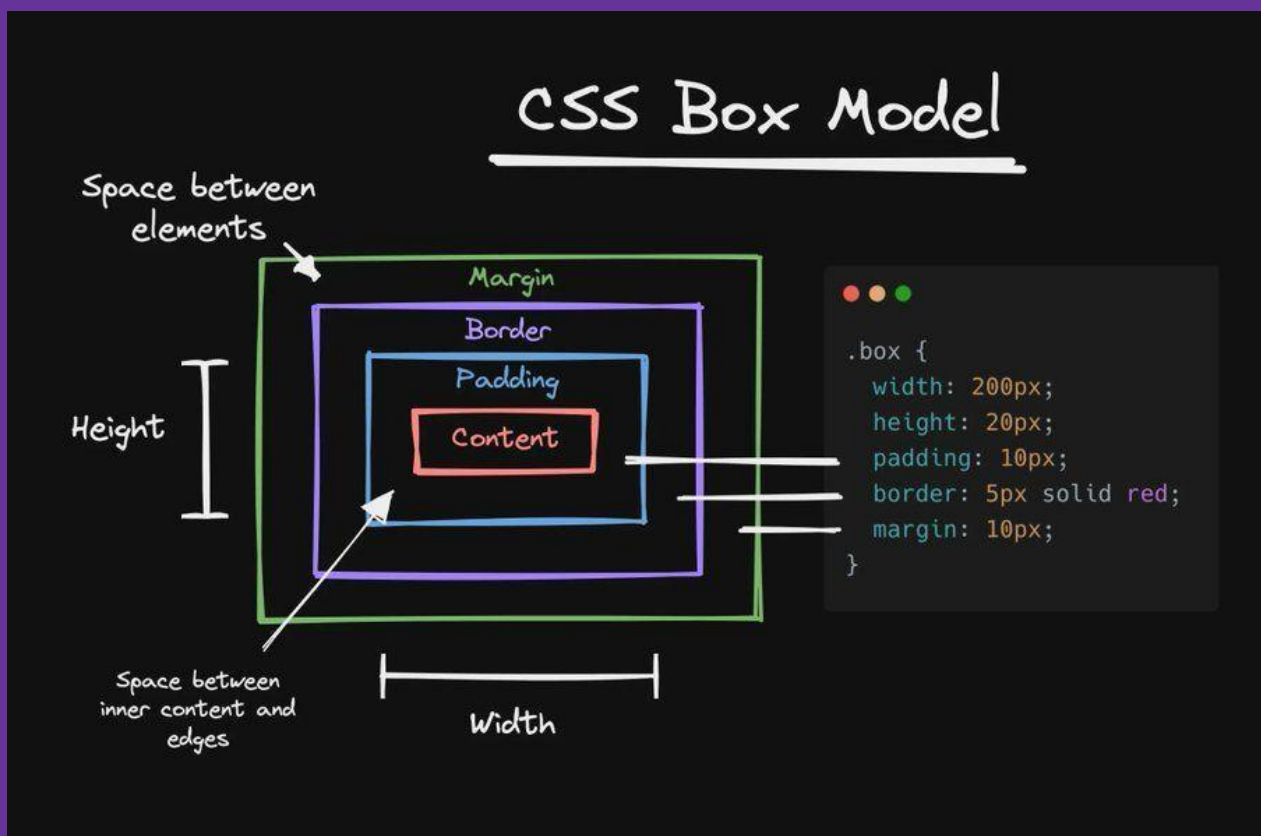 CSS Box Model
Space between
elements
Margin
Border
Padding
Content
Height
Space between
inner content and
edges
Width
.box {
width: 200px;
height: 20px;
padding: 10px;
border: 5px solid red;
margin: 10px;
}